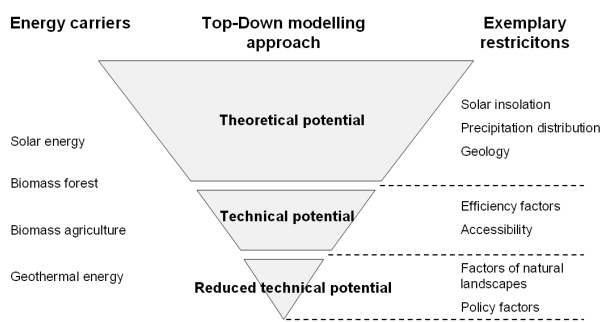 Energy carriers
Top-Down modelling
approach
Exemplary
restricitons
Theoretical potential
Solar insolation
Precipitation distribution
Geology
Solar energy
Biomass forest
Technical potential
Efficiency factors
Accessibility
Biomass agriculture
Geothermal energy
Reduced technical potential
Factors of natural
landscapes
Policy factors